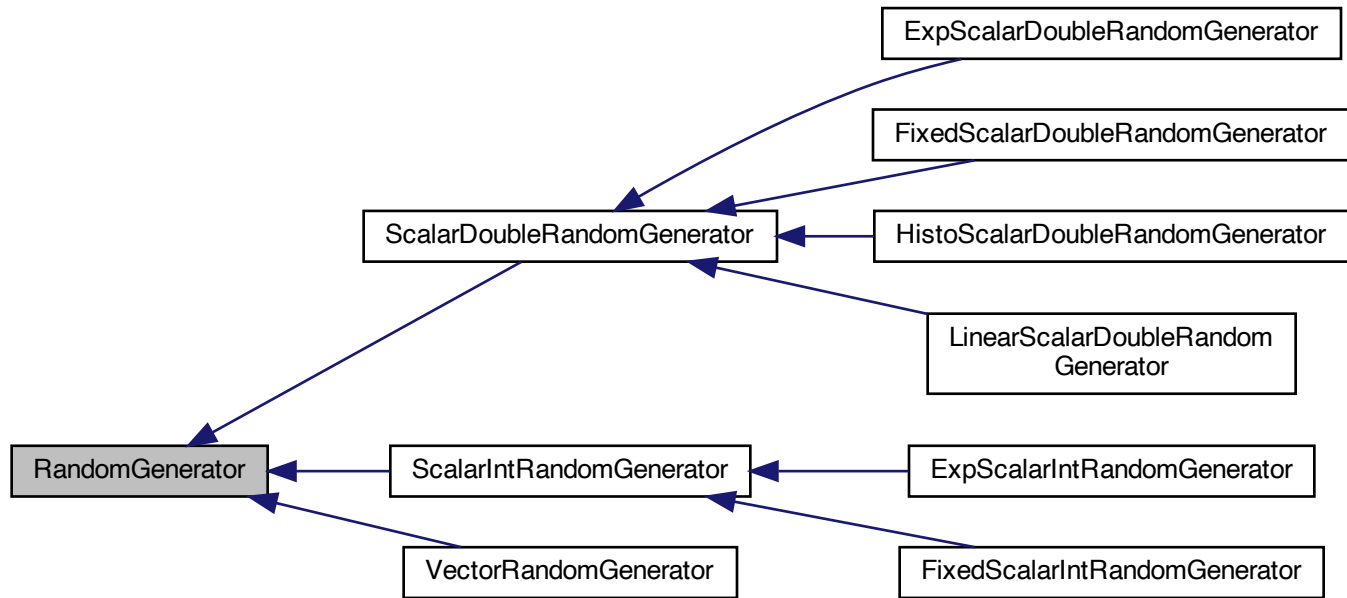 ExpScalarDoubleRandomGenerator
FixedScalarDoubleRandomGenerator
ScalarDoubleRandomGenerator
HistoScalarDoubleRandomGenerator
LinearScalarDoubleRandom
Generator
RandomGenerator
ScalarIntRandomGenerator
ExpScalarIntRandomGenerator
VectorRandomGenerator
FixedScalarIntRandomGenerator